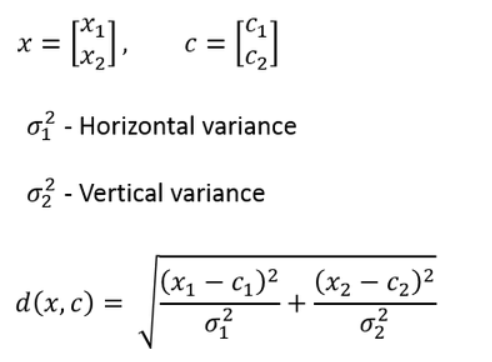 x = [x₁ x₂], c = [c₁ c₂]
σ₁² - Horizontal variance
σ₂² - Vertical variance
d(x, c) = √((x₁ − c₁)²/σ₁² + (x₂ − c₂)²/σ₂²)